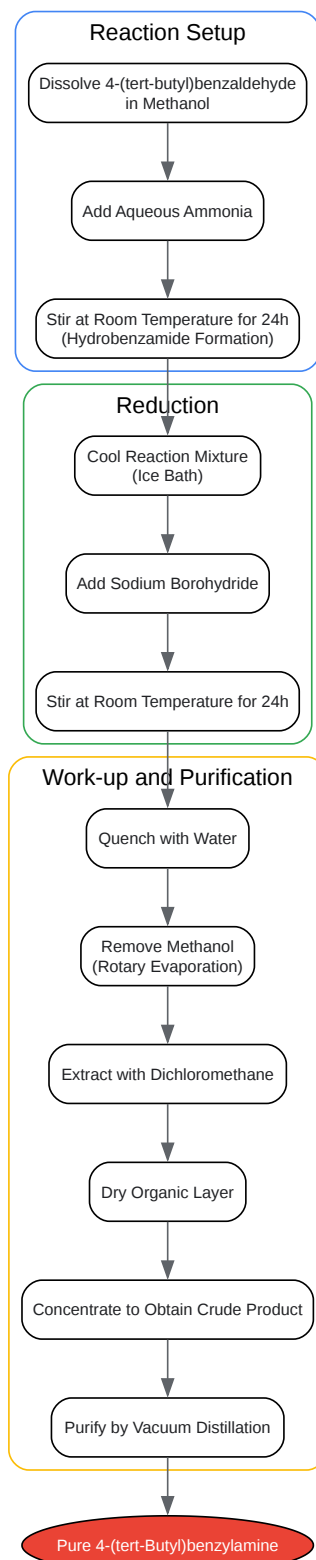 Reaction Setup
Dissolve 4-(tert-butyl)benzaldehyde
in Methanol
Add Aqueous Ammonia
Stir at Room Temperature for 24h
(Hydrobenzamide Formation)
Reduction
Cool Reaction Mixture
(Ice Bath)
Add Sodium Borohydride
Stir at Room Temperature for 24h
Work-up and Purification
Quench with Water
Remove Methanol
(Rotary Evaporation)
Extract with Dichloromethane
Dry Organic Layer
Concentrate to Obtain Crude Product
Purify by Vacuum Distillation
Pure 4-(tert-Butyl)benzylamine